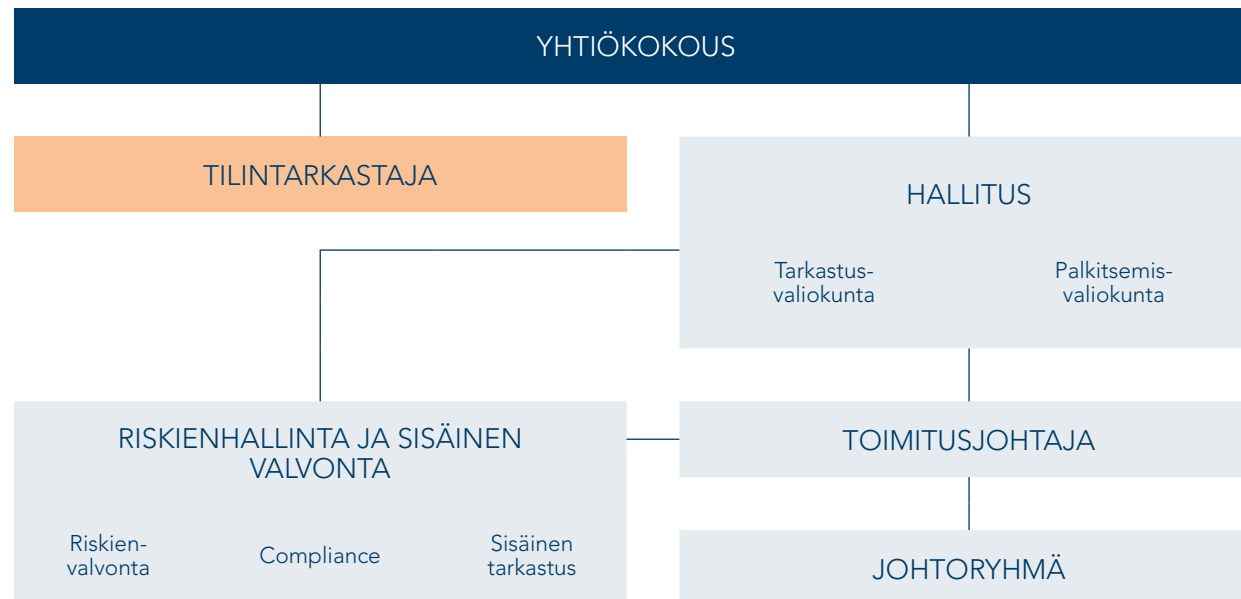 YHTIÖKOKOUS
TILINTARKASTAJA
HALLITUS
Tarkastus-
valiokunta
Palkitsemis-
valiokunta
RISKIENHALLINTA JA SISÄINEN
VALVONTA
Riskien-
valvonta
Compliance
Sisäinen
tarkastus
TOIMITUSJOHTAJA
JOHTORYHMÄ